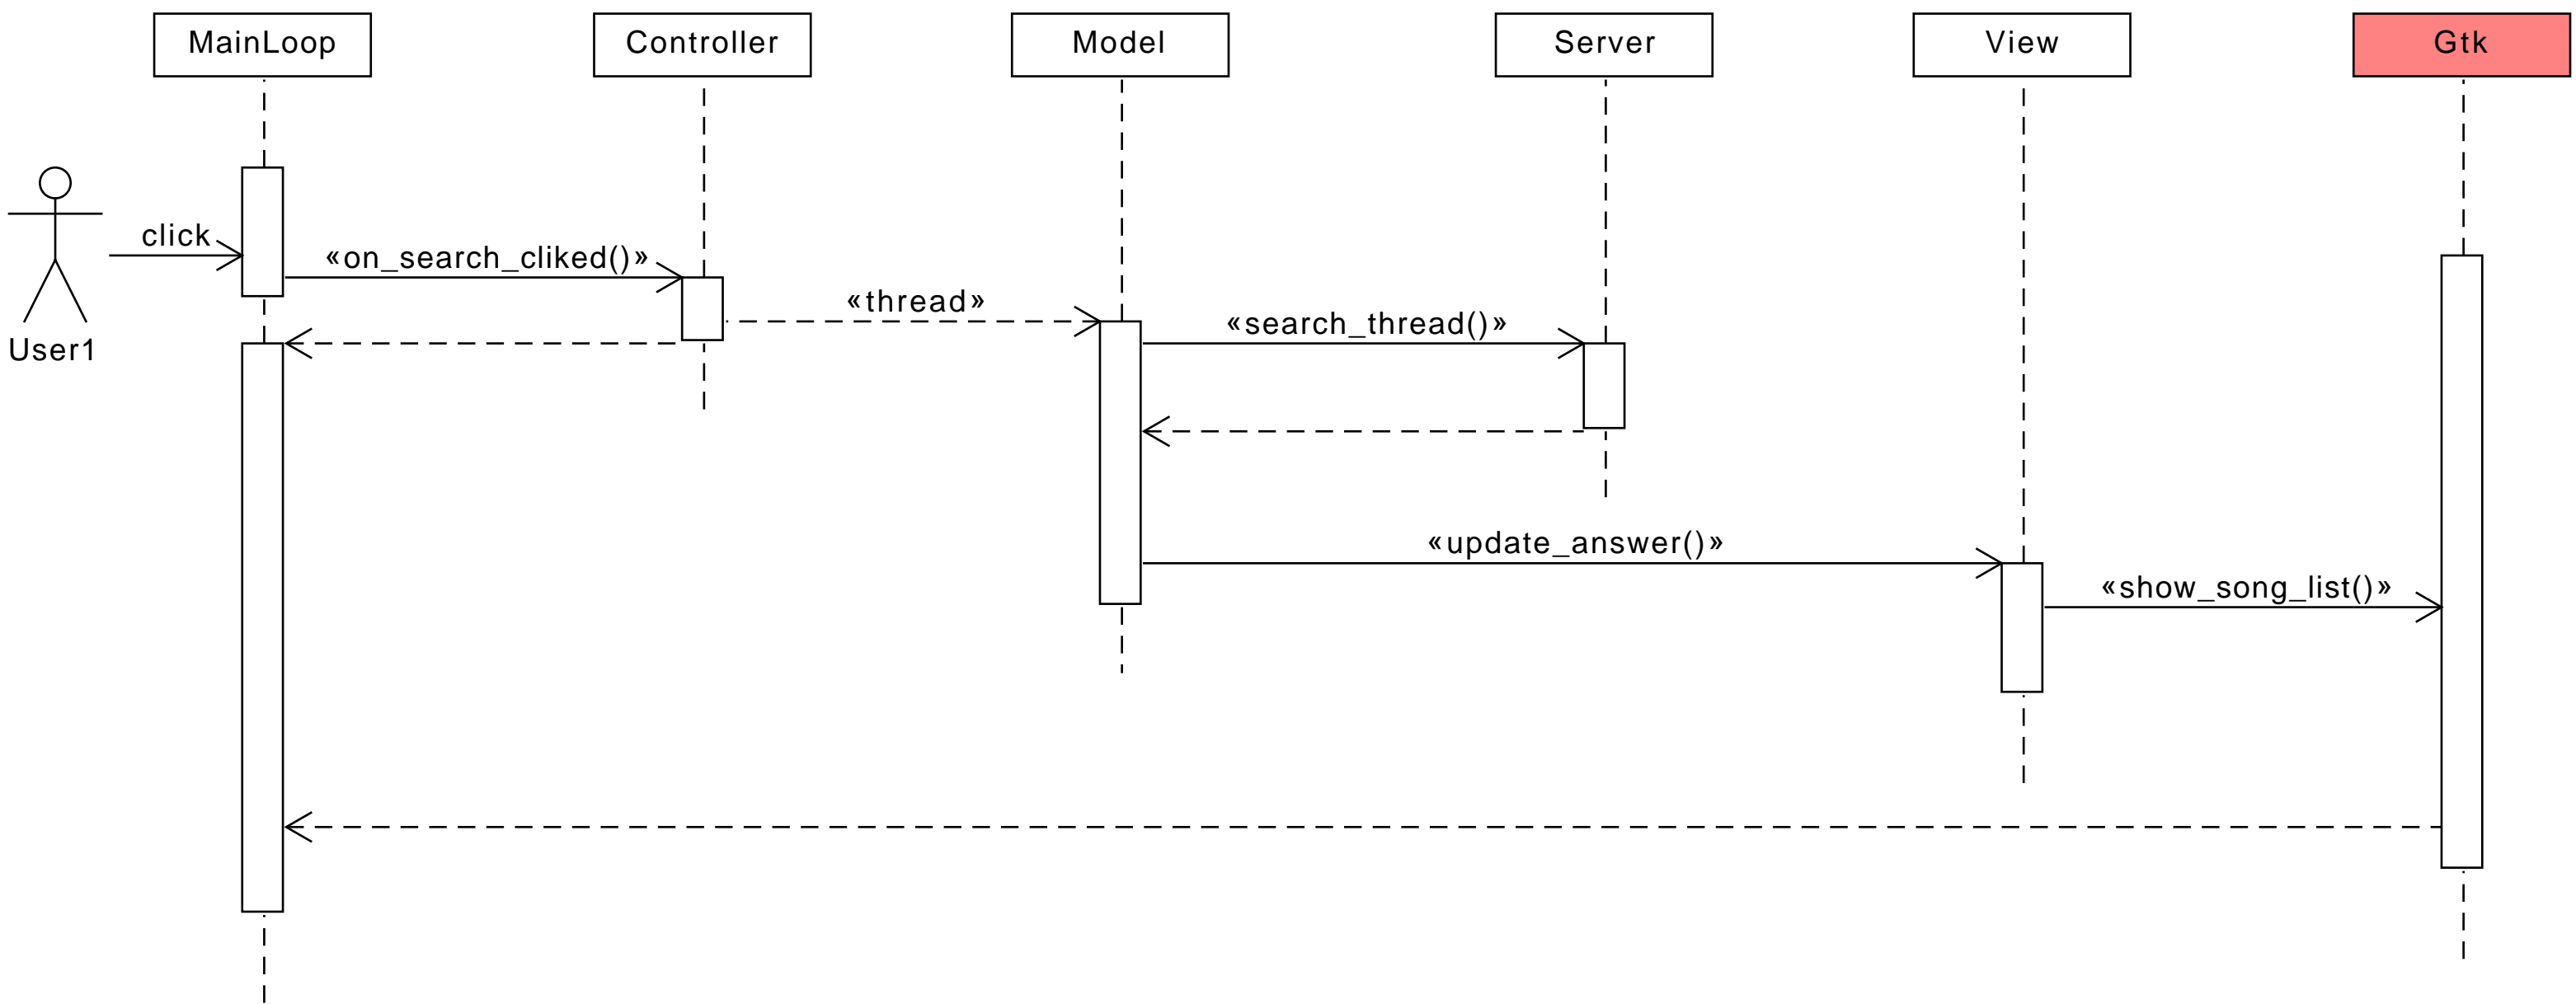 MainLoop
Controller
Model
Server
View
Gtk
click
«on_search_cliked()»
«thread»
«search_thread()»
User1
«update_answer()»
«show_song_list()»